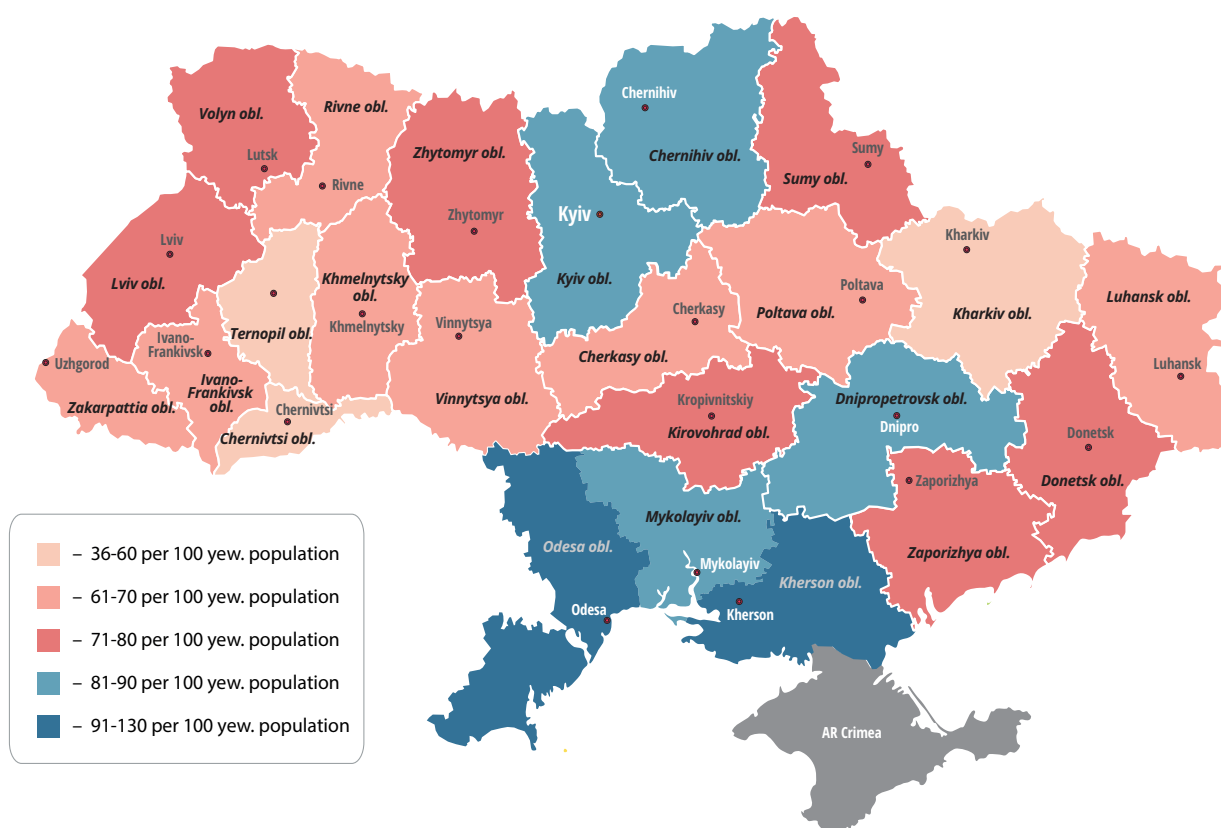 Chernihiv
Volyn obl.
Rivne obl.
Zhytomyr obl.
Chernihiv obl.
Sumy
Lutsk
Sumy obl.
Rivne
Kyiv
Zhytomyr
Lviv
Kharkiv
Lviv obl.
Khmelnytsky
obl.
Kyiv obl.
Poltava
Luhansk obl.
Cherkasy
Poltava obl.
Kharkiv obl.
Ternopil obl.
Khmelnytsky
Vinnytsya
Ivano-
Frankivsk
Uzhgorod
Cherkasy obl.
Luhansk
Ivano-
Frankivsk
obl.
Zakarpattia obl.
Vinnytsya obl.
Dnipropetrovsk obl.
Chernivtsi
Kropivnitskiy
Dnipro
Chernivtsi obl.
Kirovohrad obl.
Donetsk
Zaporizhya
Donetsk obl.
Mykolayiv obl.
Odesa obl.
Zaporizhya obl.
Mykolayiv
Kherson obl.
Odesa
Kherson
AR Crimea
– 36-60 per 100 yew. population
– 61-70 per 100 yew. population
– 71-80 per 100 yew. population
– 81-90 per 100 yew. population
– 91-130 per 100 yew. population